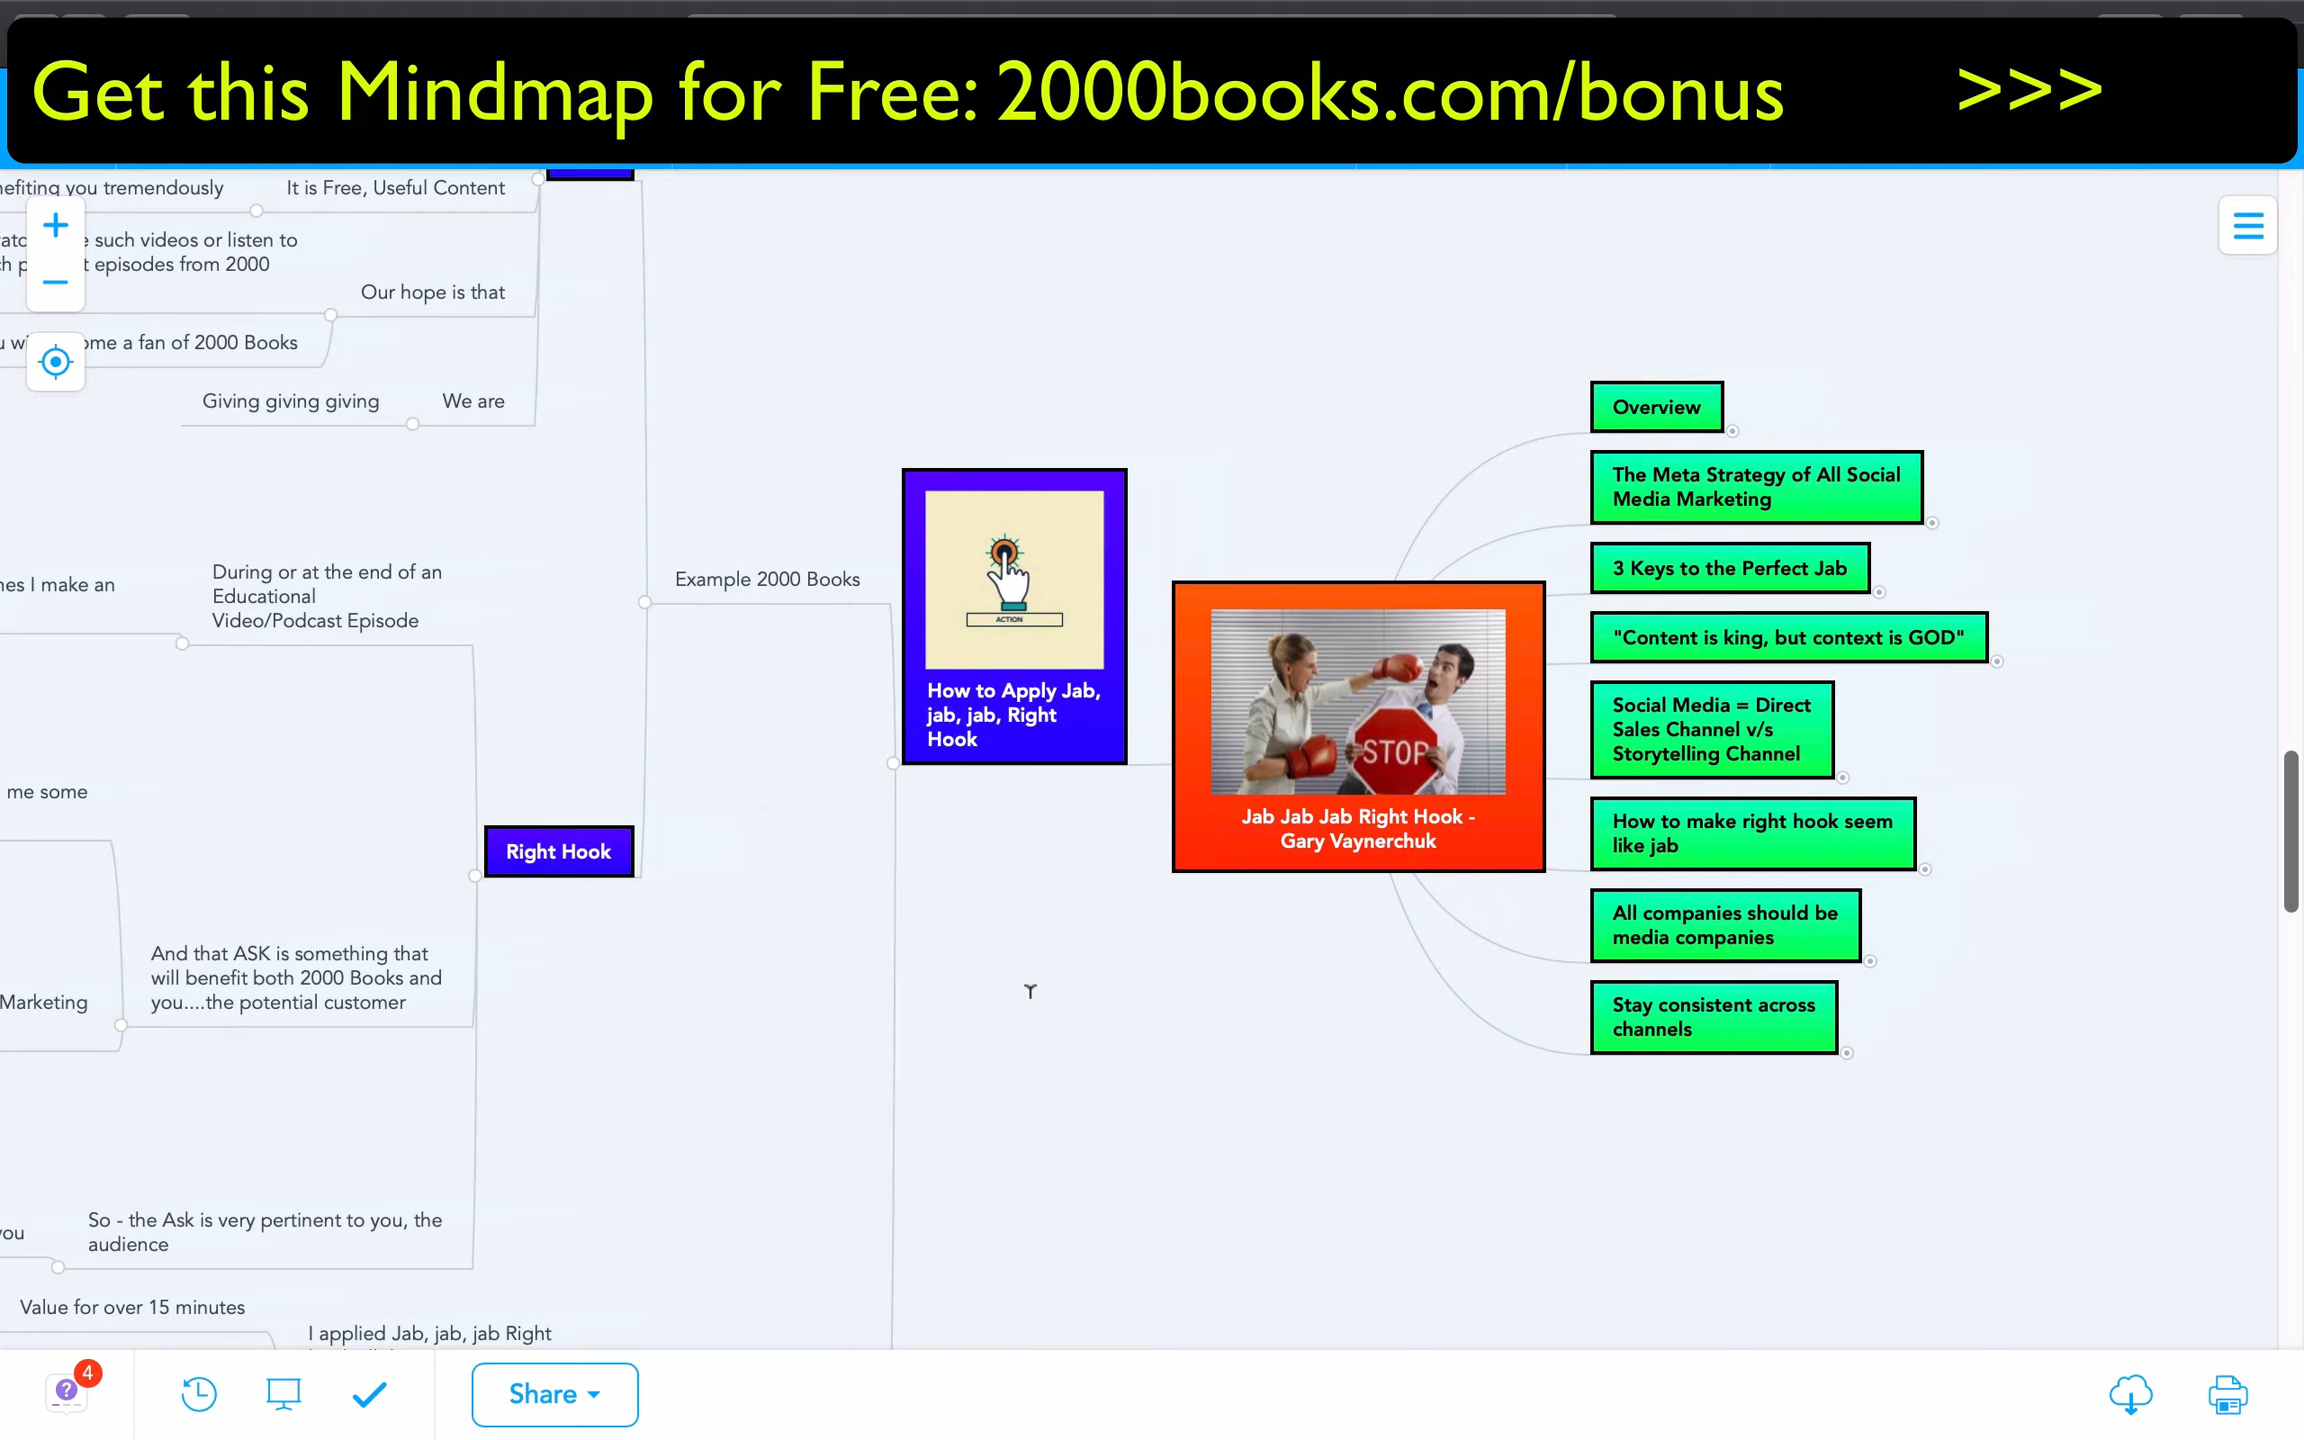 Get this Mindmap for Free: 2000books.com/bonus >>>
nefiting you tremendously
It is Free, Useful Content
such videos or listen to
episodes from 2000
Our hope is that
ome a fan of 2000 Books
Giving giving giving
We are
During or at the end of an
Educational
Video/Podcast Episode
nes I make an
Example 2000 Books
me some
Right Hook
And that ASK is something that
will benefit both 2000 Books and
you....the potential customer
Marketing
So - the Ask is very pertinent to you, the
audience
you
Value for over 15 minutes
I applied Jab, jab, jab Right
ACTION
How to Apply Jab,
jab, jab, Right
Hook
STOP
Jab Jab Jab Right Hook -
Gary Vaynerchuk
Overview
The Meta Strategy of All Social
Media Marketing
3 Keys to the Perfect Jab
"Content is king, but context is GOD"
Social Media = Direct
Sales Channel v/s
Storytelling Channel
How to make right hook seem
like jab
All companies should be
media companies
Stay consistent across
channels
4
Share